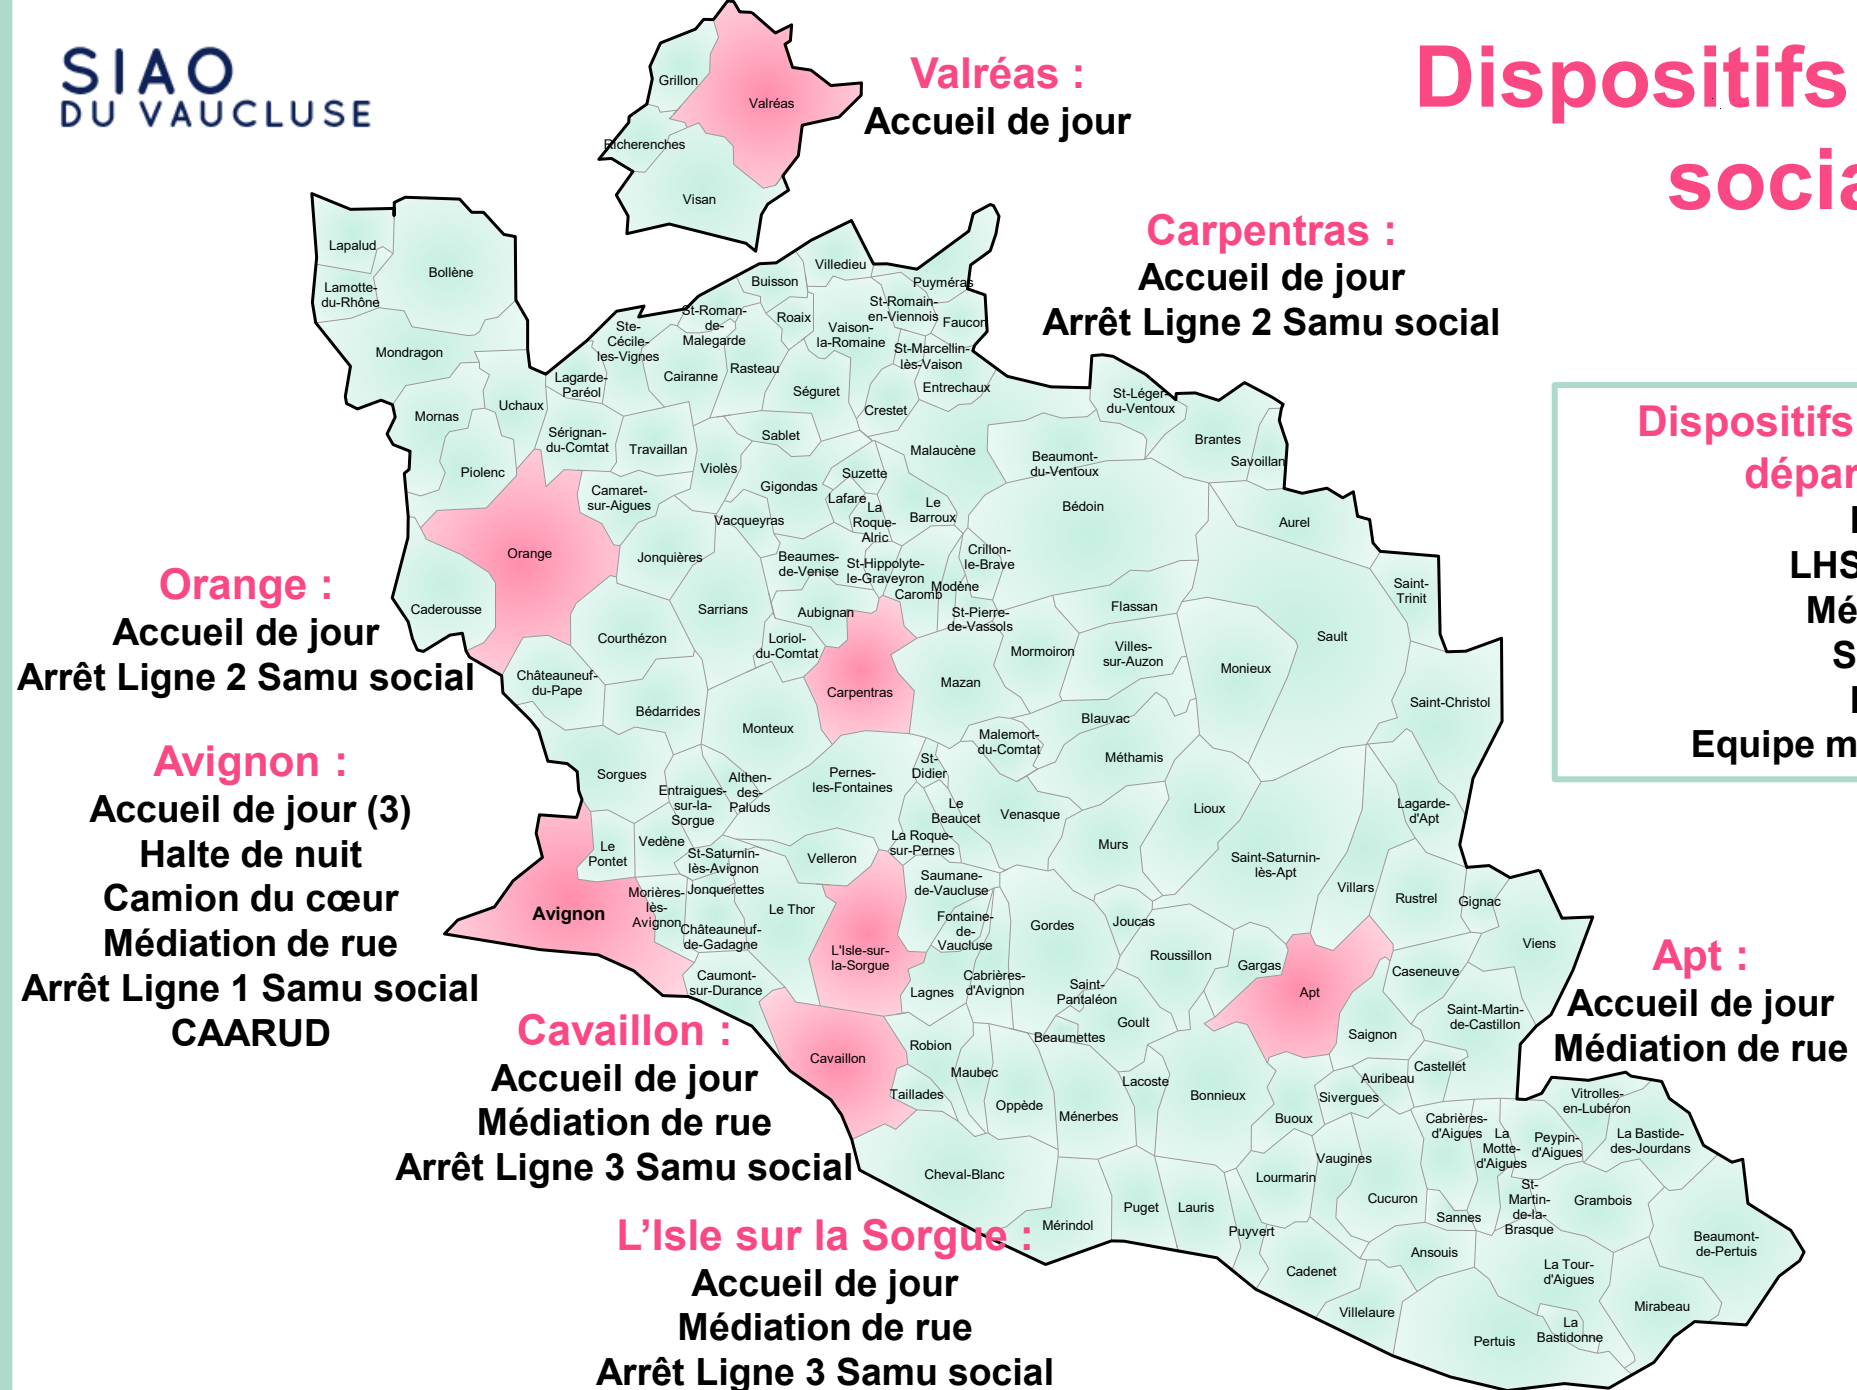 SIAO
DU VAUCLUSE
Dispositifs
socia
Valréas :
Accueil de jour
Carpentras :
Accueil de jour
Arrêt Ligne 2 Samu social
Dispositifs
dépar
LHS
Mé
S
Equipe m
Orange :
Accueil de jour
Arrêt Ligne 2 Samu social
Avignon :
Accueil de jour (3)
Halte de nuit
Camion du cœur
Médiation de rue
Arrêt Ligne 1 Samu social
CAARUD
Cavaillon :
Accueil de jour
Médiation de rue
Arrêt Ligne 3 Samu social
L’Isle sur la Sorgue :
Accueil de jour
Médiation de rue
Arrêt Ligne 3 Samu social
Apt :
Accueil de jour
Médiation de rue
Grillon
Valréas
Richerenches
Visan
Lapalud
Bollène
Lamotte-
du-Rhône
Mondragon
Mornas
Uchaux
Piolenc
Lagarde-
Paréol
Ste-
Cécile-
les-Vignes
St-Roman-
de-
Malegarde
Cairanne
Rasteau
Buisson
Roaix
Villedieu
Vaison-
la-Romaine
St-Romain-
en-Viennois
Puyméras
Faucon
St-Marcellin-
lès-Vaison
Entrechaux
Séguret
Crestet
Sérignan-
du-Comtat
Travaillan
Violès
Sablet
Gigondas
Suzette
Lafare
La
Roque-
Alric
Malaucène
Le
Barroux
Beaumont-
du-Ventoux
St-Léger-
du-Ventoux
Brantes
Savoillan
Bédoin
Aurel
Camaret-
sur-Aigues
Orange
Jonquières
Vacqueyras
Beaumes-
de-Venise
St-Hippolyte-
le-Graveyron
Caromb
Modène
Crillon-
le-Brave
St-Pierre-
de-Vassols
Caderousse
Courthézon
Sarrians
Aubignan
Loriol-
du-Comtat
Carpentras
Mazan
Mormoiron
Flassan
Villes-
sur-Auzon
Monieux
Sault
Saint-
Trinit
Saint-Christol
Châteauneuf-
du-Pape
Bédarrides
Monteux
Sorgues
Entraigues-
sur-la-
Sorgue
Althen-
des-
Paluds
Pernes-
les-Fontaines
St-
Didier
Malemort-
du-Comtat
Blauvac
Méthamis
Le
Beaucet
Venasque
La Roque-
sur-Pernes
Murs
Lioux
Saint-Saturnin-
lès-Apt
Lagarde-
d'Apt
Villars
Rustrel
Gignac
Viens
Le
Pontet
Vedène
St-Saturnin-
lès-Avignon
Velleron
Avignon
Morières-
lès-
Avignon
Jonquerettes
Châteauneuf-
de-Gadagne
Le Thor
Caumont-
sur-Durance
L'Isle-sur-
la-Sorgue
Saumane-
de-Vaucluse
Fontaine-
de-
Vaucluse
Lagnes
Cabrières-
d'Avignon
Gordes
Joucas
Roussillon
Saint-
Pantaléon
Goult
Beaumettes
Gargas
Apt
Caseneuve
Saint-Martin-
de-Castillon
Saignon
Castellet
Auribeau
Sivergues
Buoux
Bonnieux
Lacoste
Ménerbes
Oppède
Maubec
Robion
Taillades
Cavaillon
Cheval-Blanc
Mérindol
Puget
Lauris
Puyvert
Lourmarin
Vaugines
Cucuron
Cabrières-
d'Aigues
La
Motte-
d'Aigues
Peypin-
d'Aigues
Vitrolles-
en-Lubéron
La Bastide-
des-Jourdans
St-
Martin-
de-la-
Brasque
Grambois
Sannes
Ansouis
Cadenet
Villelaure
Pertuis
La Tour-
d'Aigues
La
Bastidonne
Mirabeau
Beaumont-
de-Pertuis